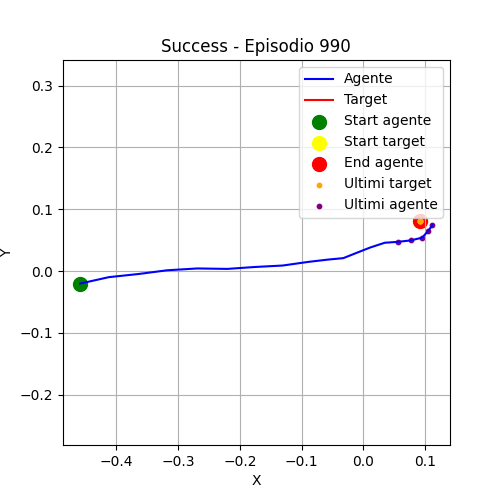 Success - Episodio 990
Agente
Target
Start agente
Start target
End agente
Ultimi target
Ultimi agente
0.3
0.2
0.1
0.0
−0.1
−0.2
Y
−0.4
−0.3
−0.2
−0.1
0.0
0.1
X